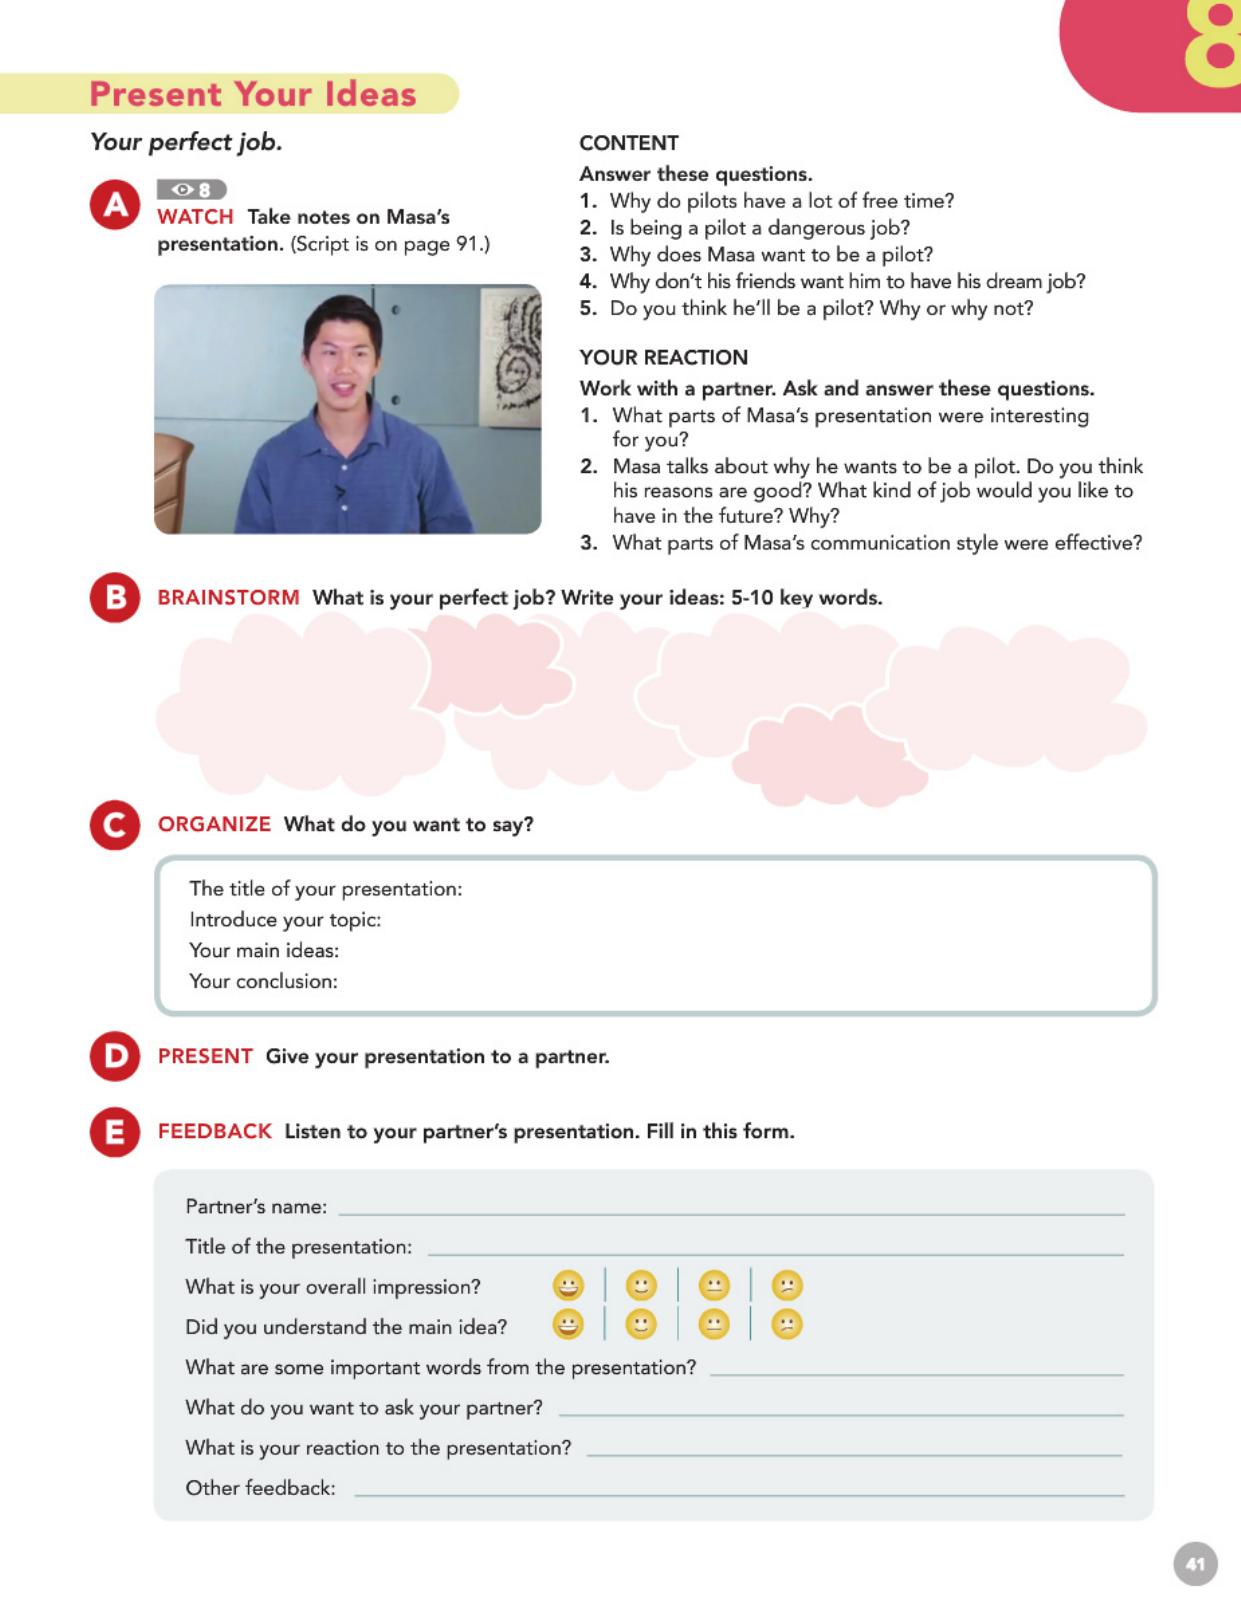 8
Present Your Ideas
Your perfect job.
A
8
WATCH Take notes on Masa's
presentation. (Script is on page 91.)
CONTENT
Answer these questions.
1. Why do pilots have a lot of free time?
2. Is being a pilot a dangerous job?
3. Why does Masa want to be a pilot?
4. Why don't his friends want him to have his dream job?
5. Do you think he'll be a pilot? Why or why not?
YOUR REACTION
Work with a partner. Ask and answer these questions.
1. What parts of Masa's presentation were interesting
for you?
2. Masa talks about why he wants to be a pilot. Do you think
his reasons are good? What kind of job would you like to
have in the future? Why?
3. What parts of Masa's communication style were effective?
B
BRAINSTORM What is your perfect job? Write your ideas: 5-10 key words.
C
ORGANIZE What do you want to say?
The title of your presentation:
Introduce your topic:
Your main ideas:
Your conclusion:
D
PRESENT Give your presentation to a partner.
E
FEEDBACK Listen to your partner's presentation. Fill in this form.
Partner's name:
Title of the presentation:
What is your overall impression?
Did you understand the main idea?
What are some important words from the presentation?
What do you want to ask your partner?
What is your reaction to the presentation?
Other feedback:
41